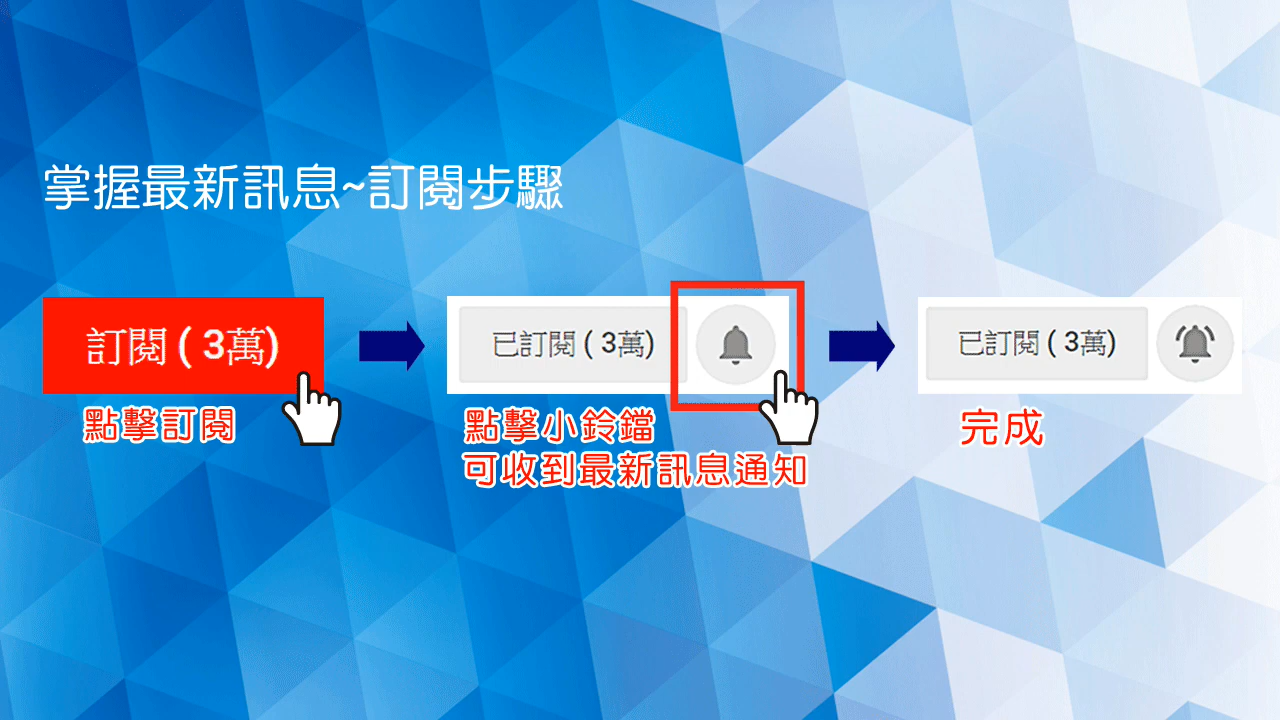 掌握最新訊息~訂閱步驟
訂閱 ( 3萬)
已訂閱 ( 3萬)
已訂閱 ( 3萬)
點擊訂閱
點擊小鈴鐺
可收到最新訊息通知
完成